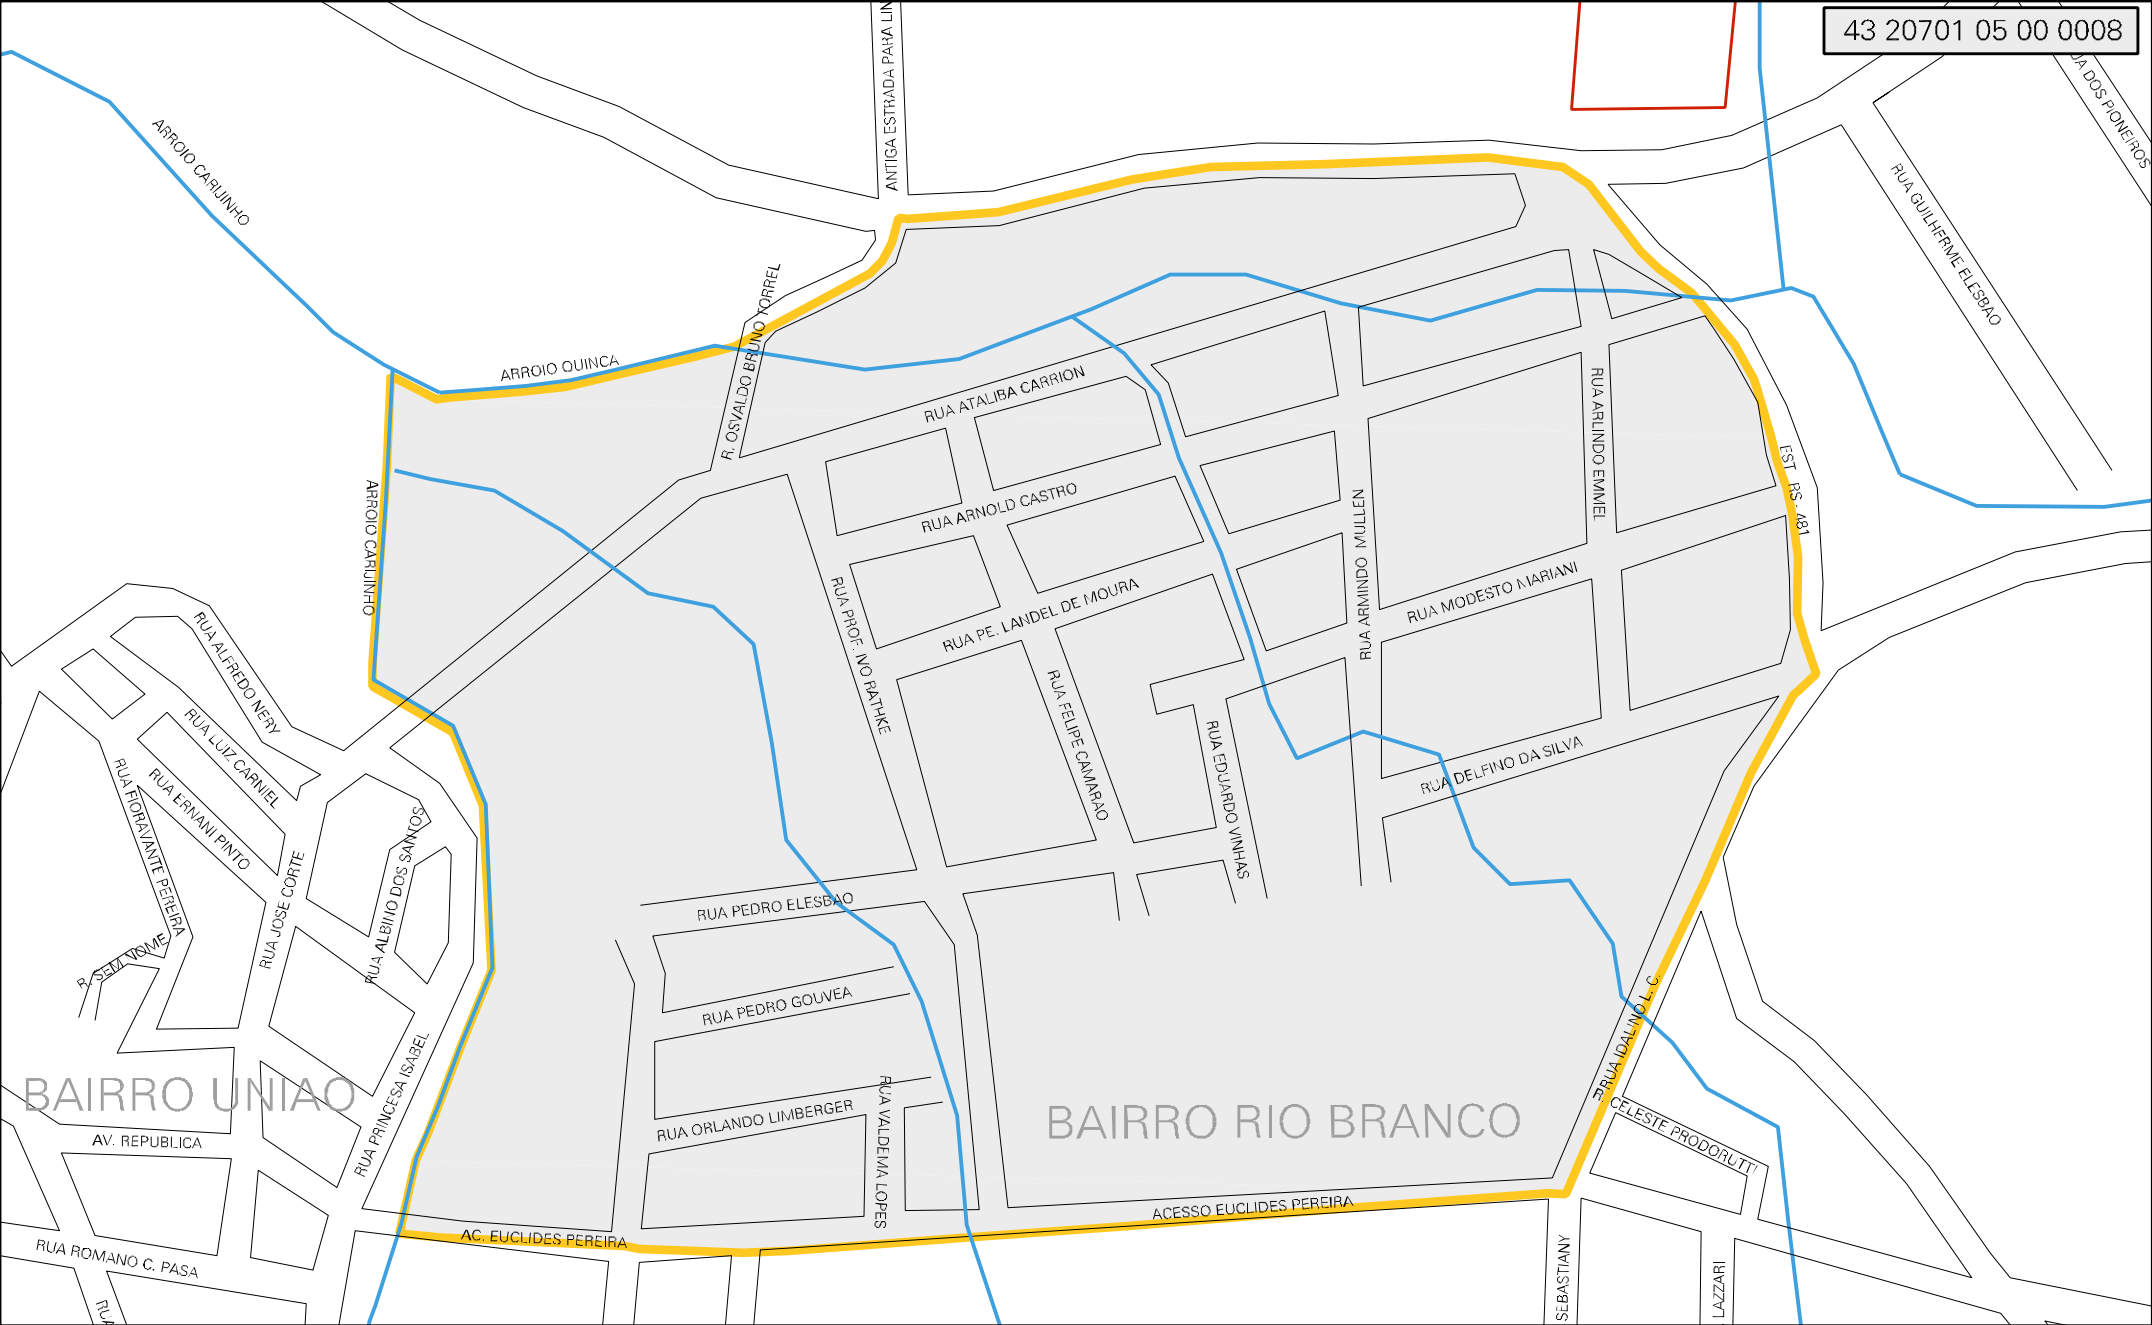 43 20701 05 00 0008
ANTIGA ESTRADA PARA LIN
DOS PIONEIROS
ARROIO CARIJINHO
RUA GUILHERME ELESBAO
R. OSVALDO BRUNO TORREL
ARROIO QUINCA
RUA ATALIBA CARRION
RUA ARLINDO EMMEL
EST. RS - 481
ARROIO CARIJINHO
RUA ARNOLD CASTRO
RUA ARMINDO MULLEN
RUA PROF. IVO RATHKE
RUA PE. LANDEL DE MOURA
RUA MODESTO MARIANI
RUA ALFREDO NERY
RUA FELIPE CAMARAO
RUA LUIZ CARNIEL
RUA EDUARDO VINHAS
RUA DELFINO DA SILVA
RUA FIORAVANTE PEREIRA
RUA ERNANI PINTO
RUA JOSE CORTE
RUA ALBINO DOS SANTOS
RUA PEDRO ELESBAO
R. SEM NOME
RUA PEDRO GOUVEA
RUA IDALINO L. C.
RUA PRINCESA ISABEL
BAIRRO UNIAO
RUA ORLANDO LIMBERGER
RUA VALDEMA LOPES
BAIRRO RIO BRANCO
R. CELESTE PRODORUTTI
AV. REPUBLICA
ACESSO EUCLIDES PEREIRA
AC. EUCLIDES PEREIRA
RUA ROMANO C. PASA
SEBASTIANY
LAZZARI
RUA